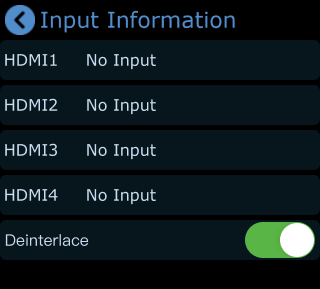 Input Information
HDMI1 No Input
HDMI2 No Input
HDMI3 No Input
HDMI4 No Input
Deinterlace